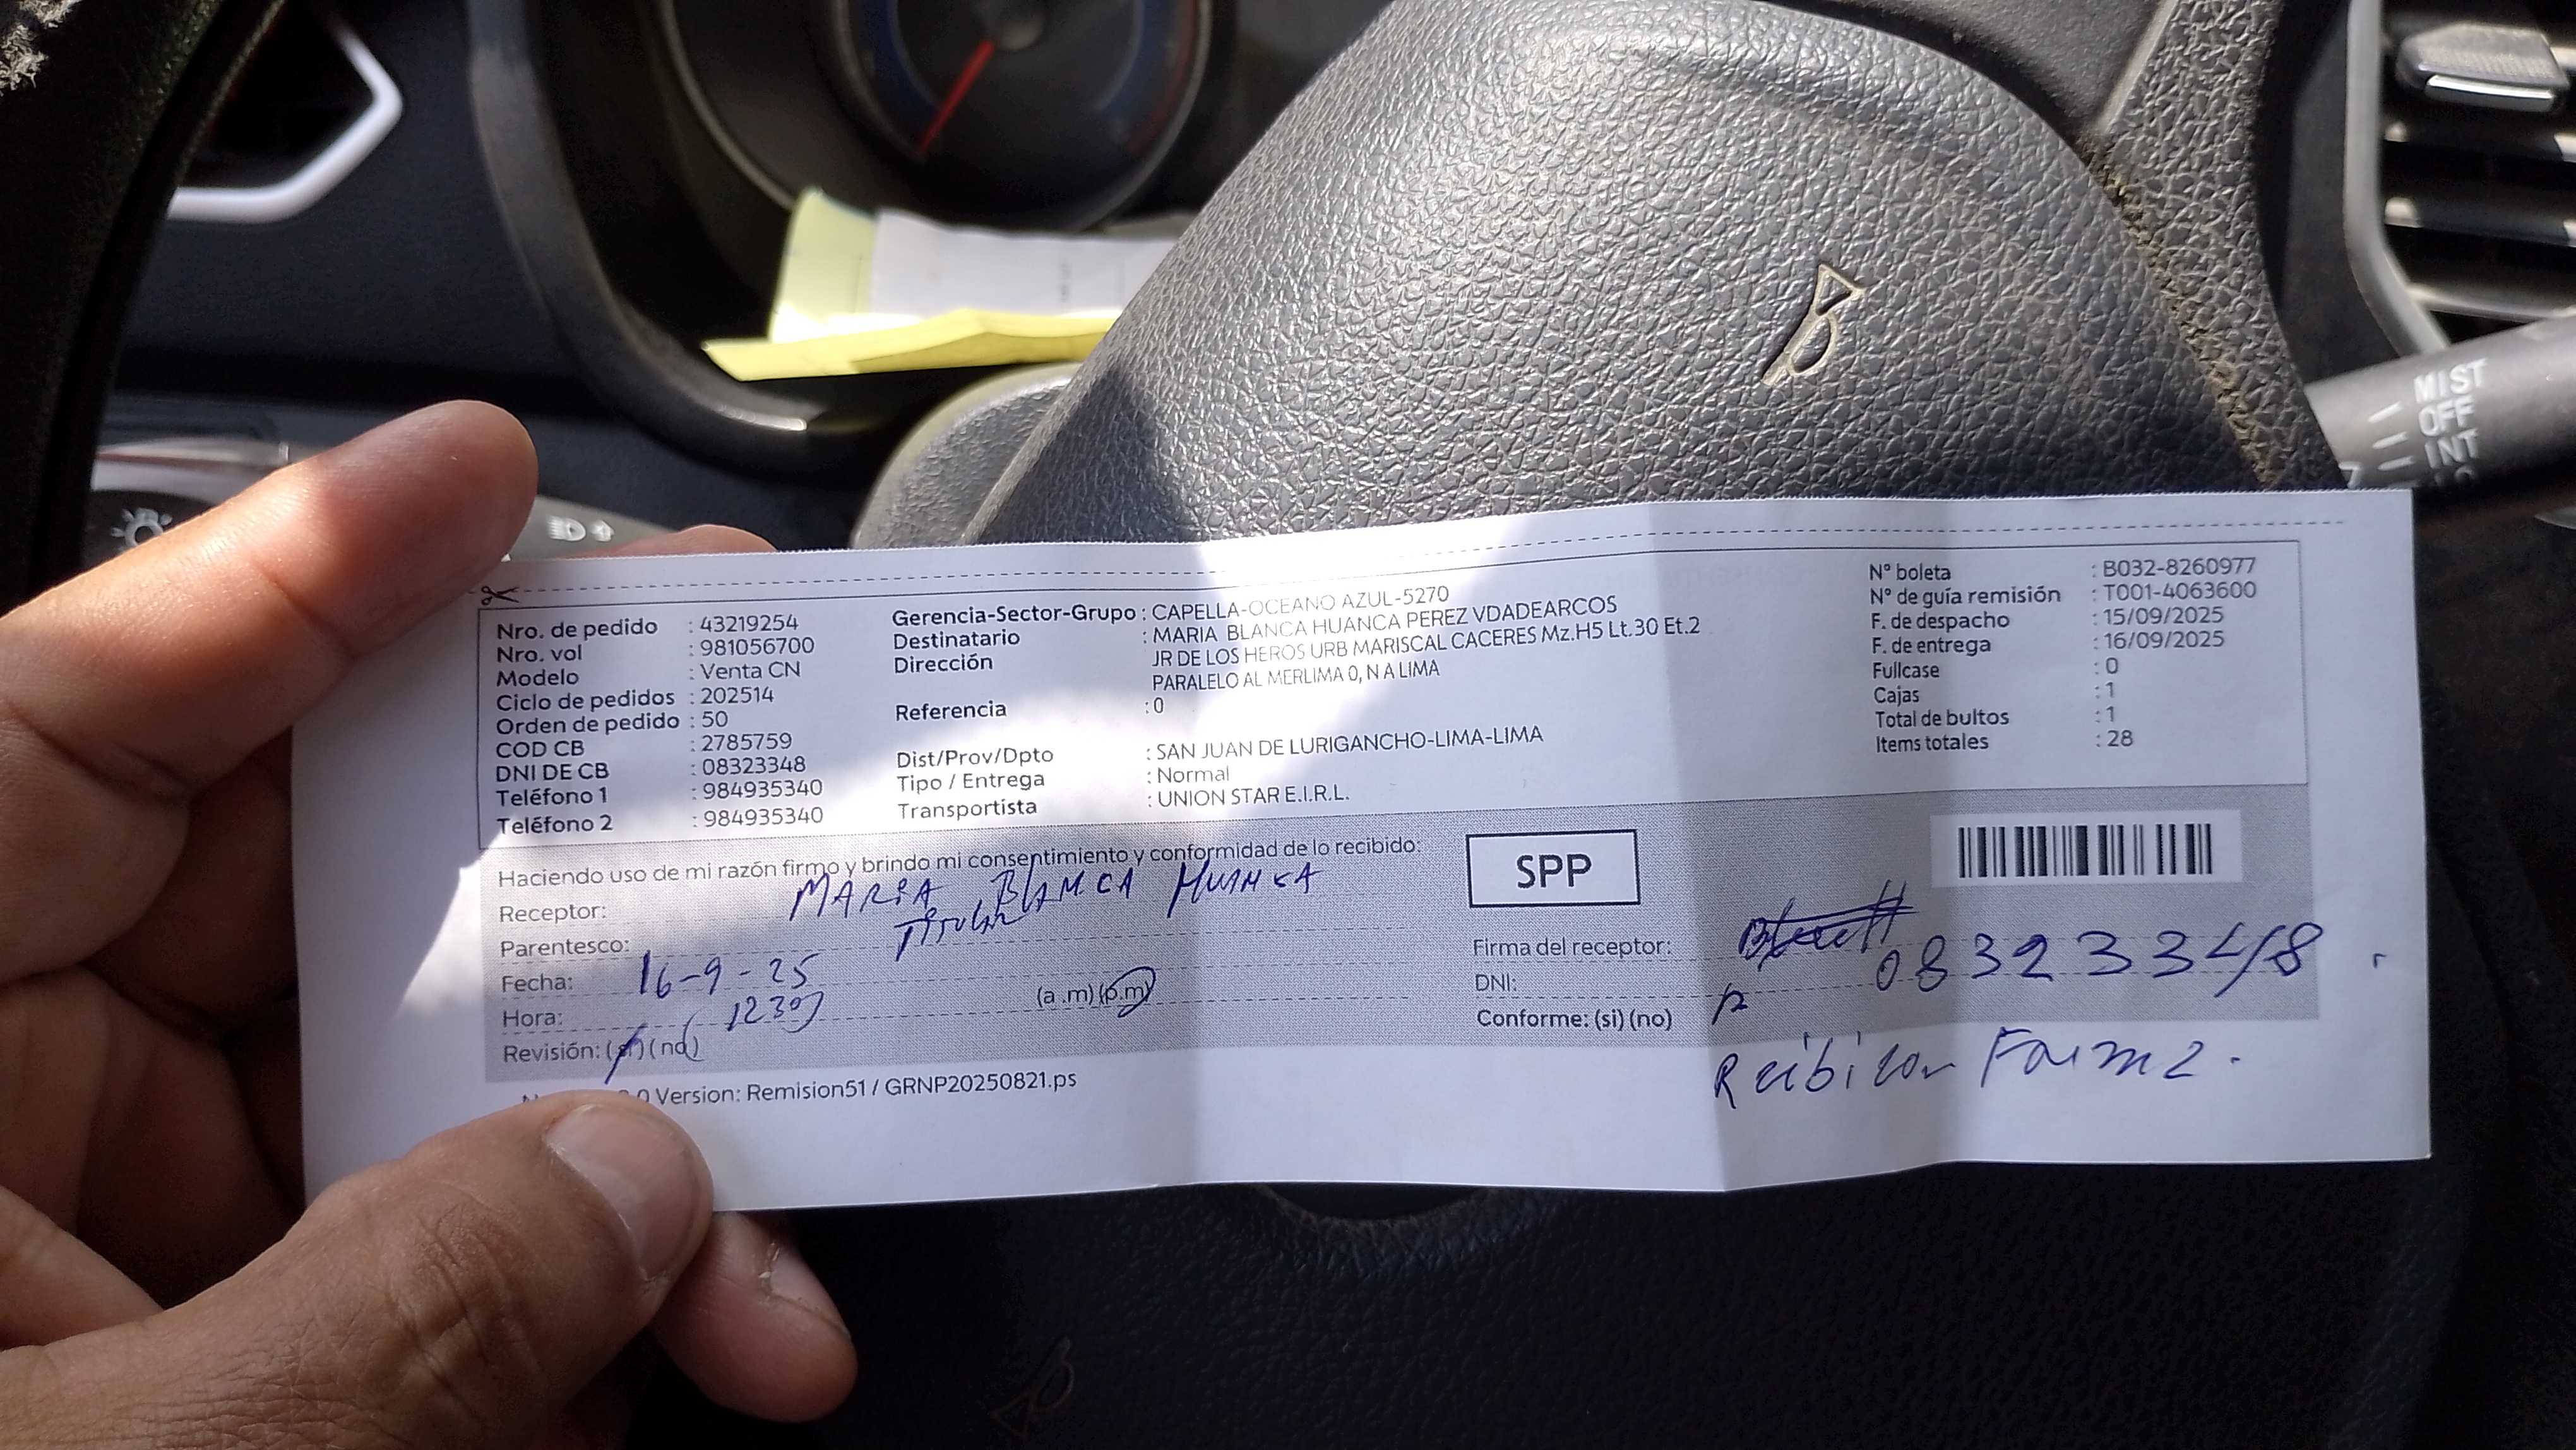 MIST
OFF
INT
Nro. de pedido : 43219254
Nro. vol : 981056700
Modelo : Venta CN
Ciclo de pedidos : 202514
Orden de pedido : 50
COD CB : 2785759
DNI DE CB : 08323348
Teléfono 1 : 984935340
Teléfono 2 : 984935340
Gerencia-Sector-Grupo : CAPELLA-OCEANO AZUL-5270
Destinatario : MARIA BLANCA HUANCA PEREZ VDADEARCOS
Dirección JR DE LOS HEROS URB MARISCAL CACERES Mz.H5 Lt.30 Et.2
PARALELO AL MERLIMA 0, N A LIMA
Referencia : 0
Dist/Prov/Dpto : SAN JUAN DE LURIGANCHO-LIMA-LIMA
Tipo / Entrega : Normal
Transportista : UNION STAR E.I.R.L.
N° boleta : B032-8260977
N° de guía remisión : T001-4063600
F. de despacho : 15/09/2025
F. de entrega : 16/09/2025
Fullcase : 0
Cajas : 1
Total de bultos : 1
Items totales : 28
Haciendo uso de mi razón firmo y brindo mi consentimiento y conformidad de lo recibido:
Receptor: MARIA BLANCA HUANCA
Parentesco: Titular
Fecha: 16-9-25
Hora: 1230 (a.m) (p.m)
Revisión: (si) (no)
SPP
Firma del receptor:
DNI: 08323348
Conforme: (si) (no)
Recibi con
0 Version: Remision51 / GRNP20250821.ps